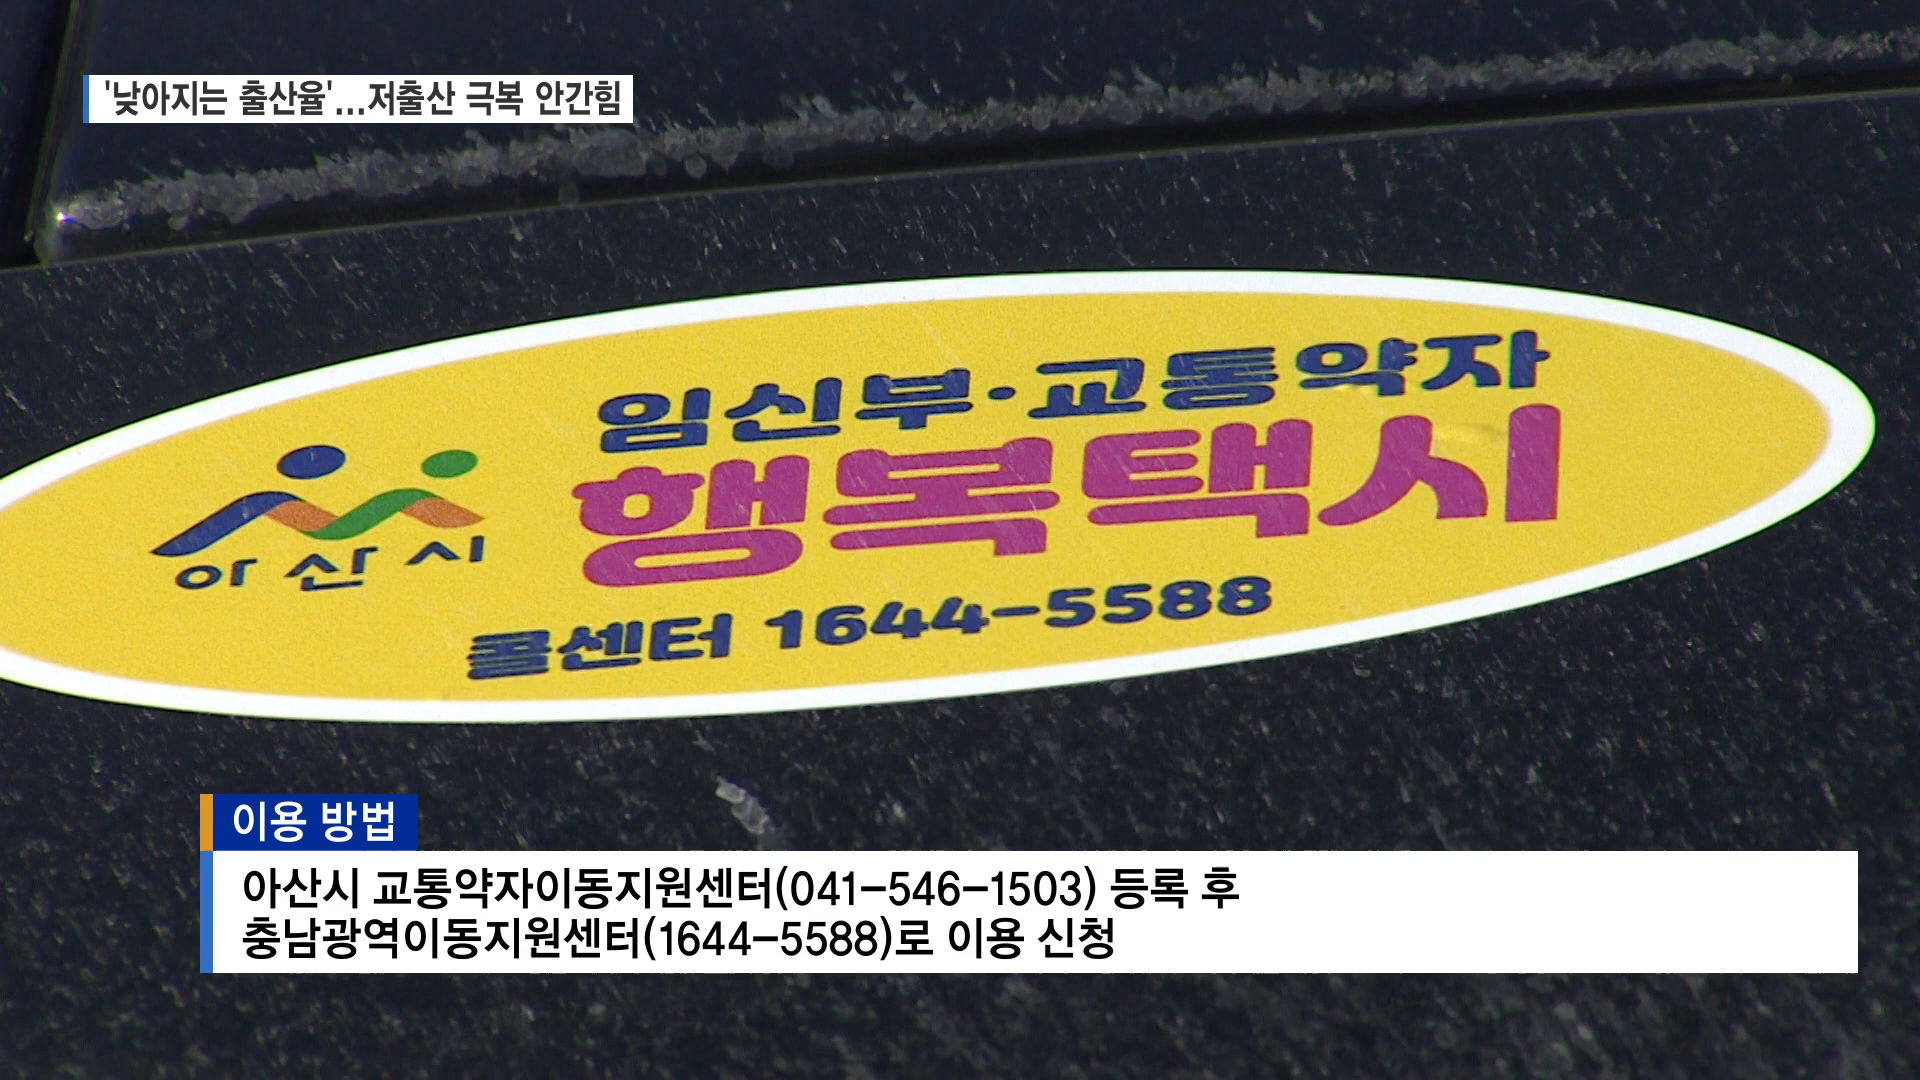 '낮아지는 출산율'...저출산 극복 안간힘
임신부·교통약자
행복택시
아산시
콜센터 1644-5588
이용 방법
아산시 교통약자이동지원센터(041-546-1503) 등록 후
충남광역이동지원센터(1644-5588)로 이용 신청